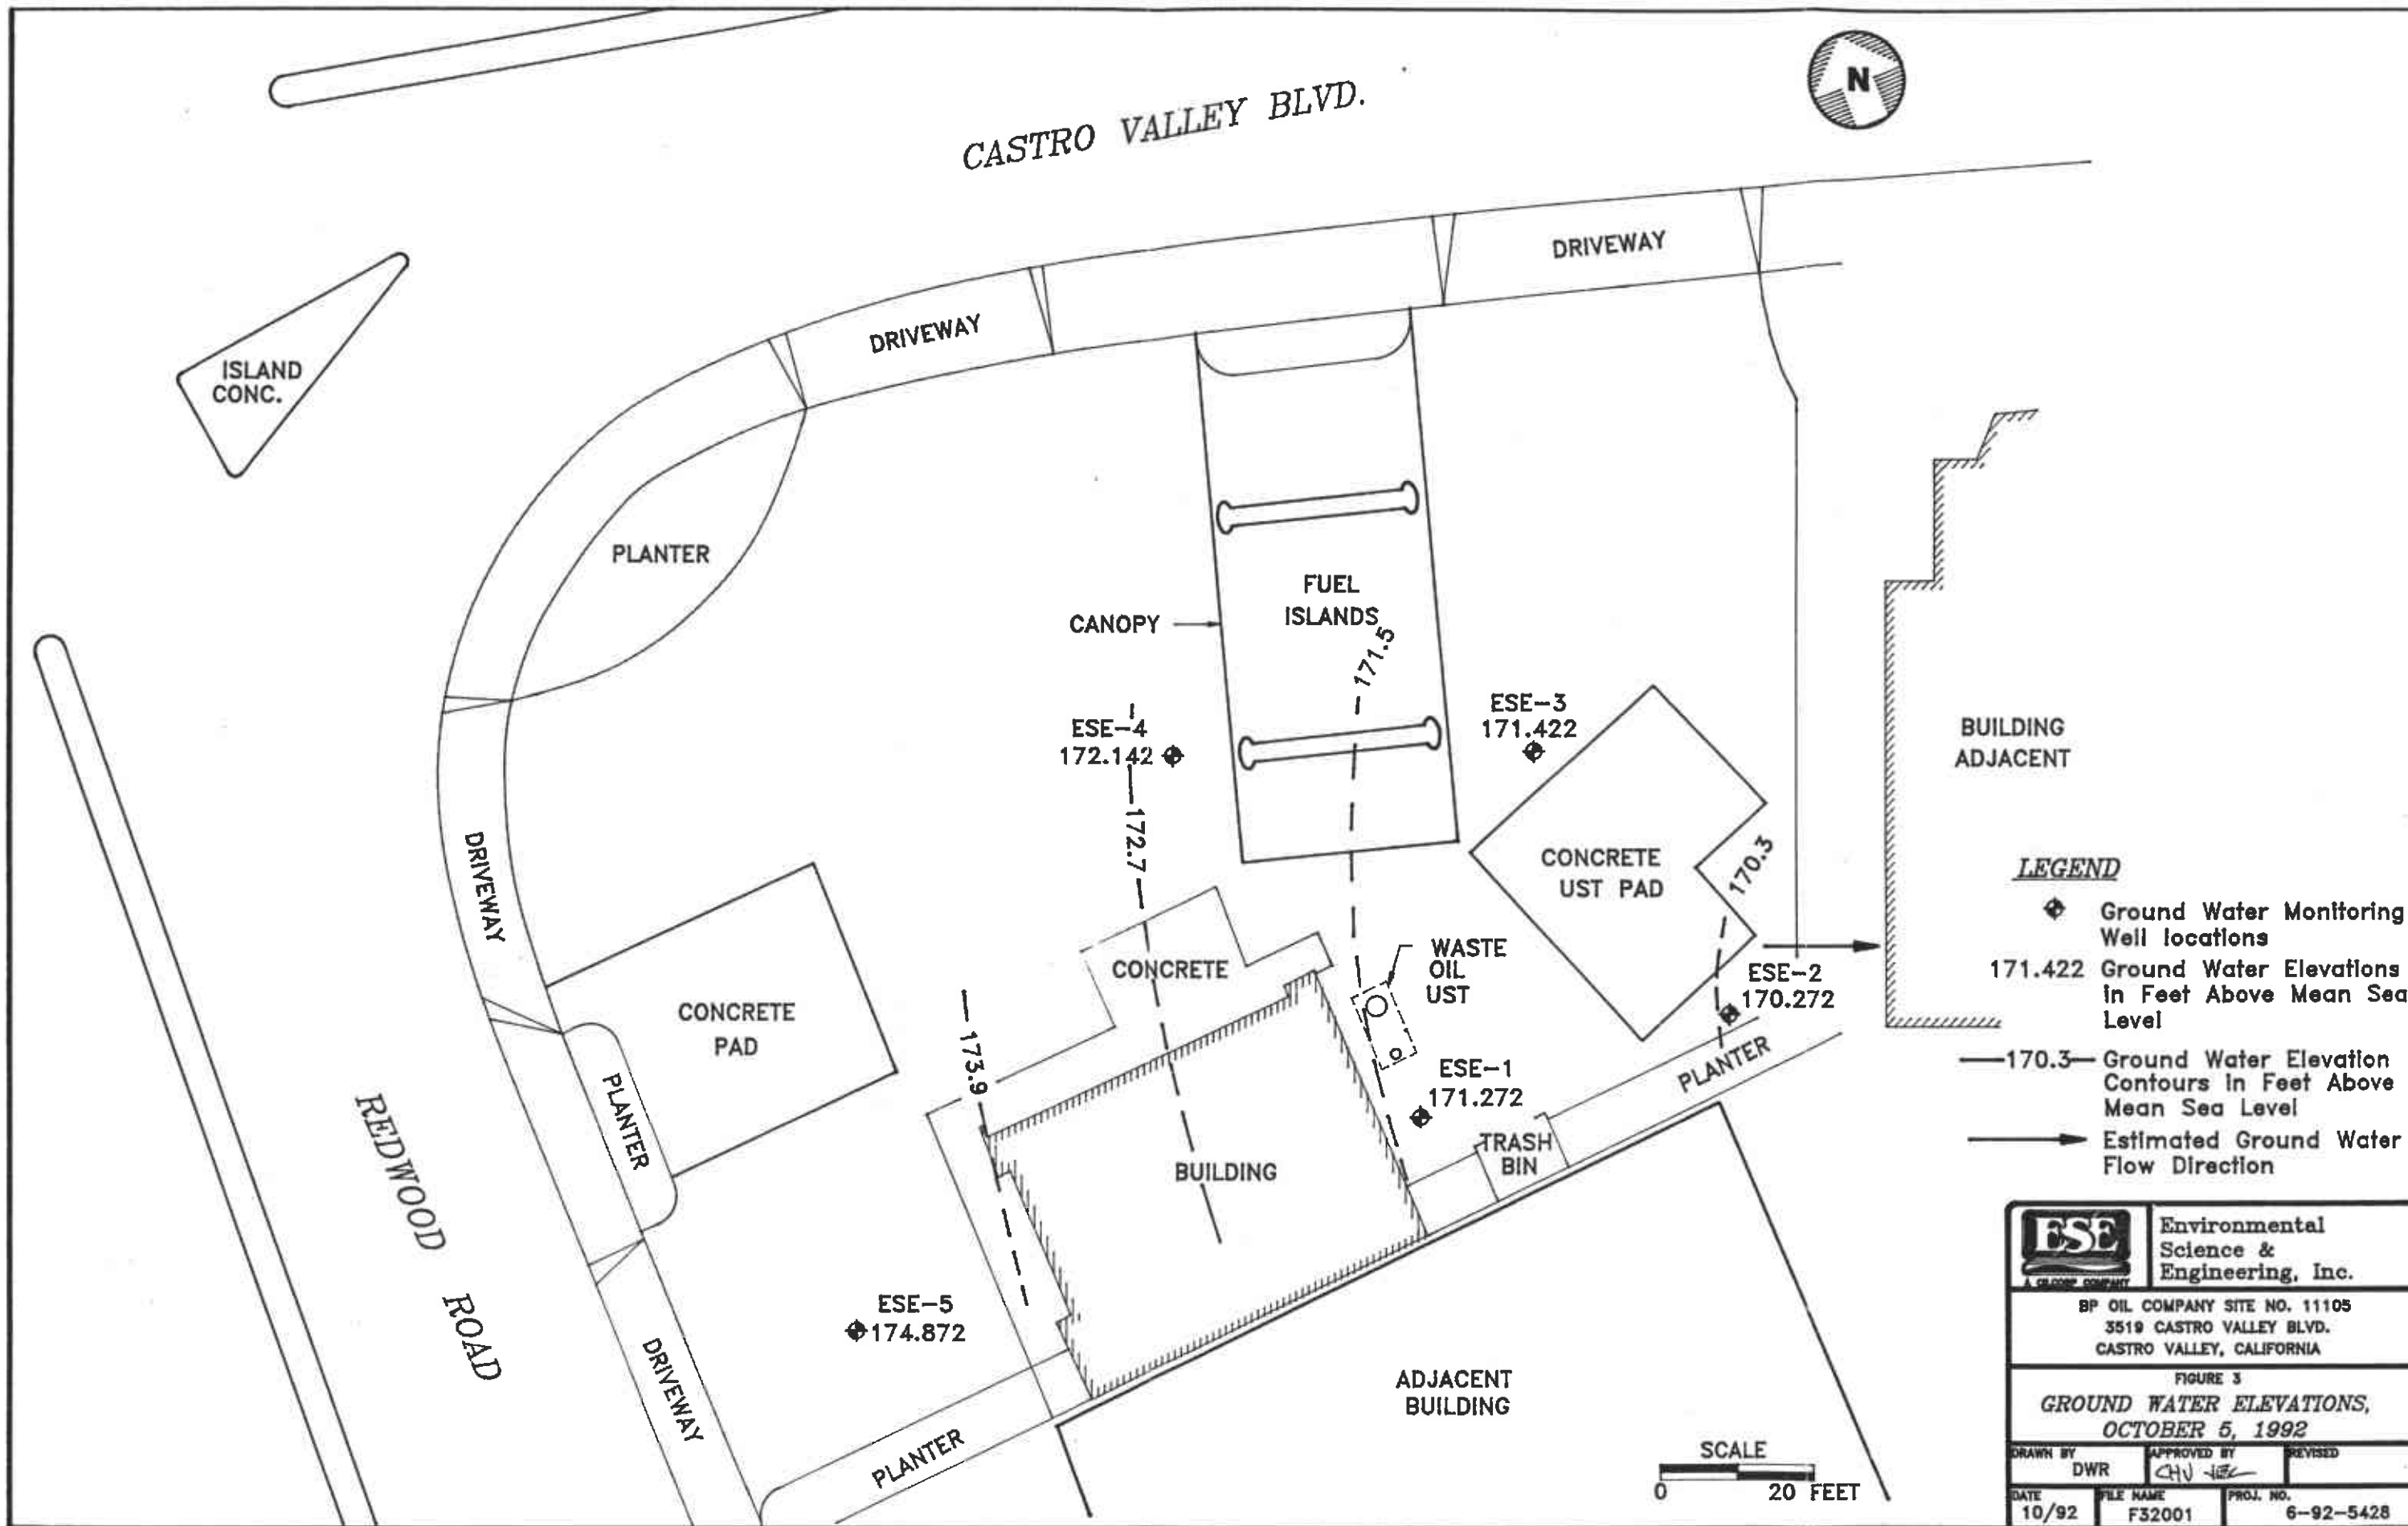 N
CASTRO VALLEY BLVD.
DRIVEWAY
DRIVEWAY
ISLAND
CONC.
PLANTER
FUEL
ISLANDS
CANOPY
171.5
ESE-3
171.422
ESE-4
172.142
172.7
BUILDING
ADJACENT
DRIVEWAY
CONCRETE
UST PAD
170.3
CONCRETE
WASTE
OIL
UST
ESE-2
170.272
CONCRETE
PAD
173.9
ESE-1
171.272
PLANTER
PLANTER
TRASH
BIN
BUILDING
REDWOOD ROAD
ESE-5
174.872
DRIVEWAY
PLANTER
ADJACENT
BUILDING
SCALE
0 20 FEET
LEGEND
Ground Water Monitoring
Well locations
171.422 Ground Water Elevations
In Feet Above Mean Sea
Level
170.3 Ground Water Elevation
Contours In Feet Above
Mean Sea Level
Estimated Ground Water
Flow Direction
ESE
A CILCORP COMPANY
Environmental
Science &
Engineering, Inc.
BP OIL COMPANY SITE NO. 11105
3519 CASTRO VALLEY BLVD.
CASTRO VALLEY, CALIFORNIA
FIGURE 3
GROUND WATER ELEVATIONS,
OCTOBER 5, 1992
DRAWN BY
DWR
APPROVED BY
REVISED
DATE
10/92
FILE NAME
F32001
PROJ. NO.
6-92-5428